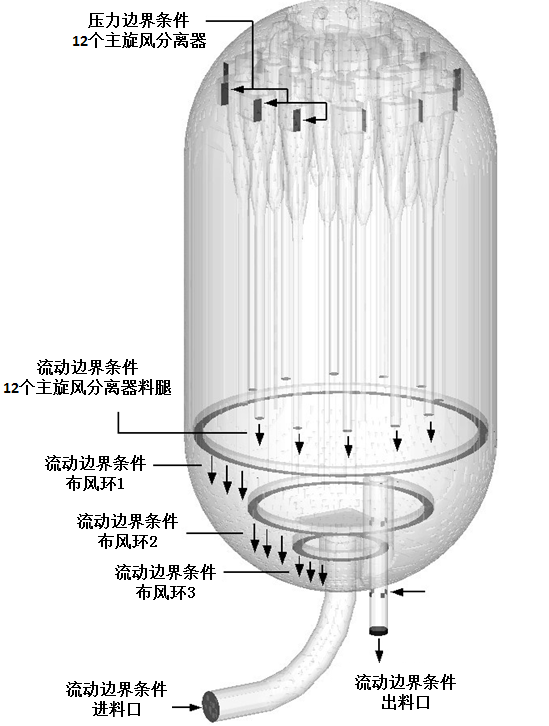 压力边界条件
12个主旋风分离器
流动边界条件
12个主旋风分离器料腿
流动边界条件
布风环1
流动边界条件
布风环2
流动边界条件
布风环3
流动边界条件
出料口
流动边界条件
进料口